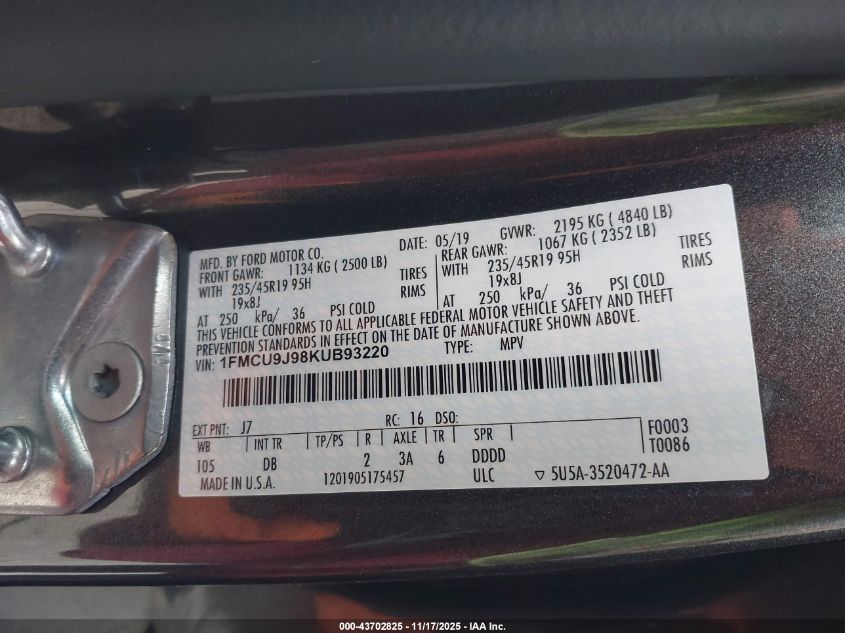 MFD. BY FORD MOTOR CO.
DATE: 05/19 GVWR: 2195 KG ( 4840 LB)
FRONT GAWR: 1134 KG ( 2500 LB)
WITH 235/45R19 95H TIRES
19x8J RIMS
AT 250 kPa/ 36 PSI COLD
REAR GAWR: 1067 KG ( 2352 LB)
WITH 235/45R19 95H TIRES
19x8J RIMS
AT 250 kPa/ 36 PSI COLD
THIS VEHICLE CONFORMS TO ALL APPLICABLE FEDERAL MOTOR VEHICLE SAFETY AND THEFT
PREVENTION STANDARDS IN EFFECT ON THE DATE OF MANUFACTURE SHOWN ABOVE.
VIN: 1FMCU9J98KUB93220 TYPE: MPV
EXT PNT: J7 RC: 16 DSO:
WB INT TR TP/PS R AXLE TR SPR F0003
105 DB 2 3A 6 DDDD T0086
MADE IN U.S.A. 1201905175457 ULC ▽ 5U5A-3520472-AA
000-43702825 - 11/17/2025 - IAA Inc.